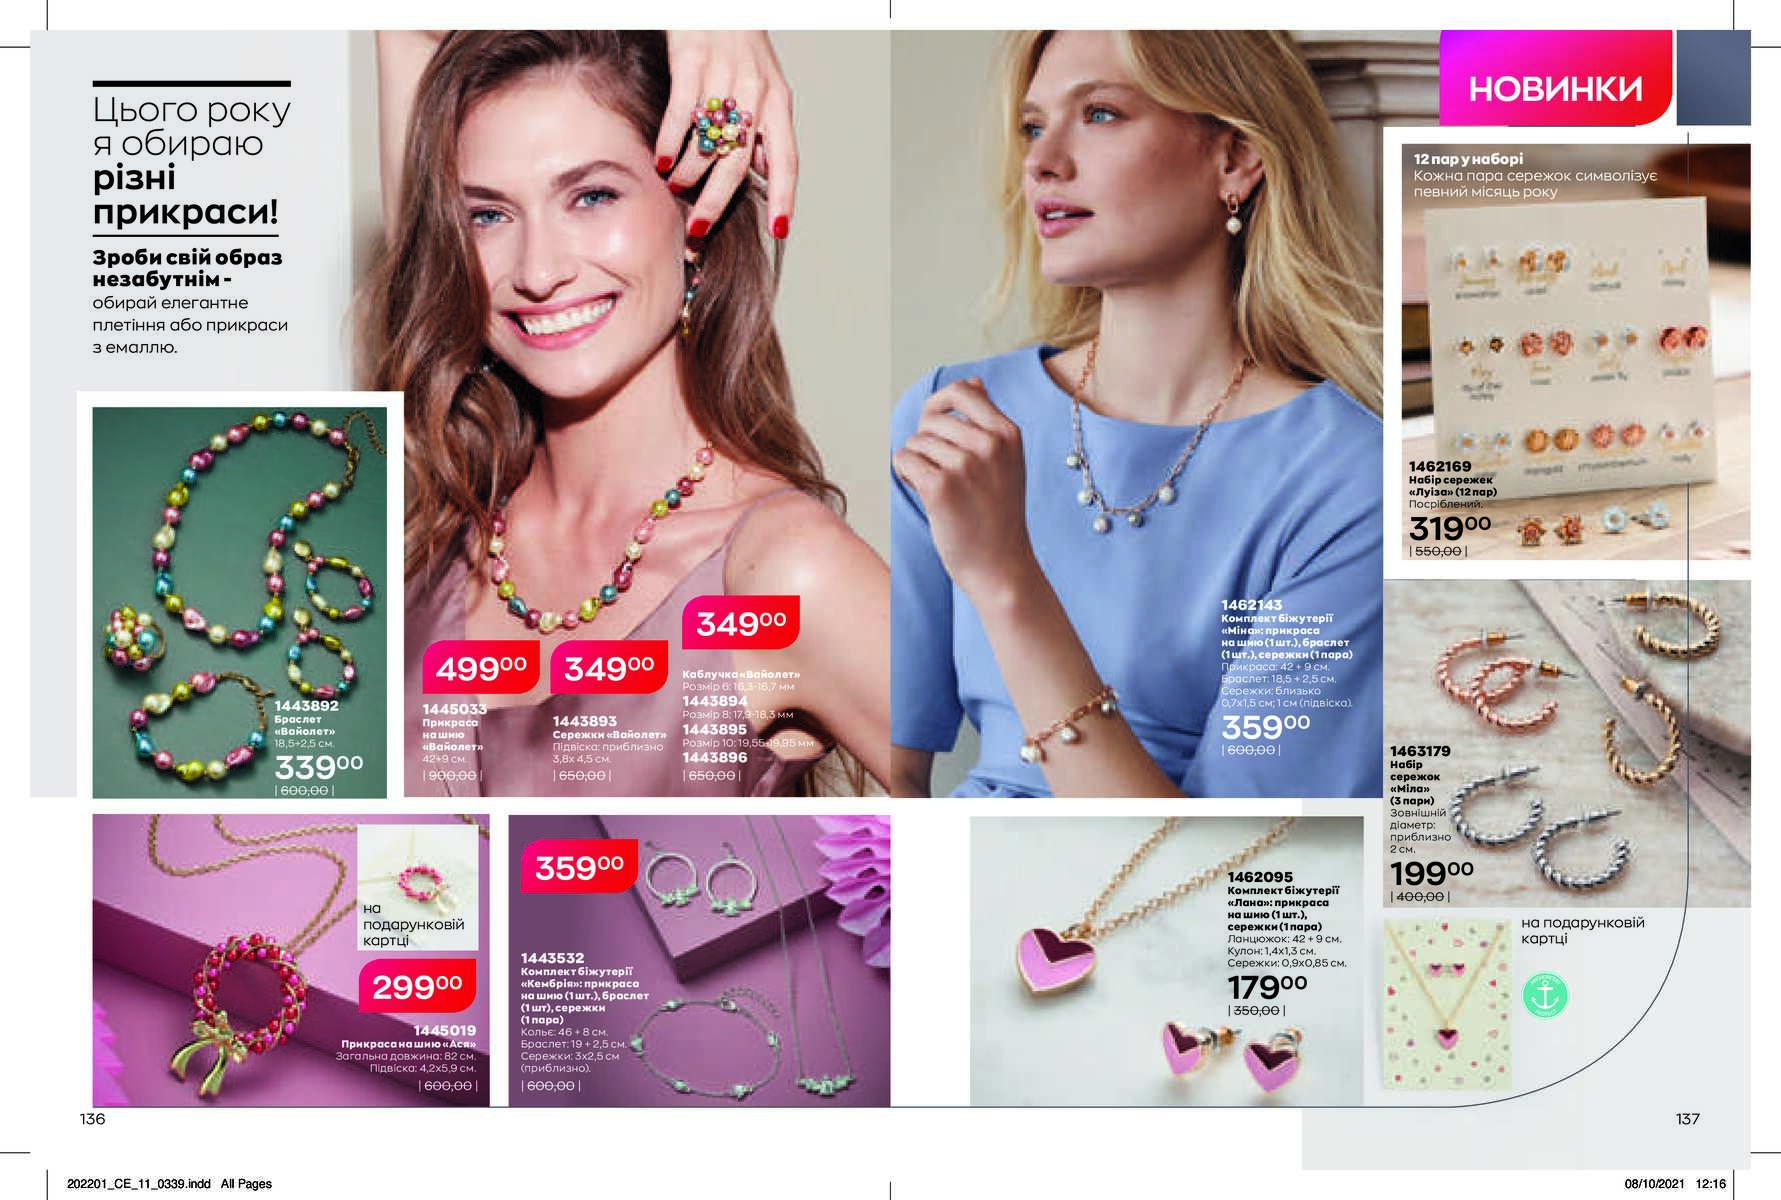 Цього року
я обираю
різні
прикраси!
Зроби свій образ
незабутнім -
обирай елегантне
плетіння або прикраси
з емаллю.
1443892
Браслет
«Вайолет»
18,5+2,5 см.
339⁰⁰
| 600,00 |
499⁰⁰
1445033
Прикраса
на шию
«Вайолет»
42+9 см.
| 900,00 |
349⁰⁰
1443893
Сережки «Вайолет»
Підвіска: приблизно
3,8х 4,5 см.
| 650,00 |
349⁰⁰
Каблучка «Вайолет»
Розмір 6: 16,3-16,7 мм
1443894
Розмір 8: 17,9-18,3 мм
1443895
Розмір 10: 19,55-19,95 мм
1443896
| 650,00 |
на
подарунковій
картці
299⁰⁰
1445019
Прикраса на шию «Ася»
Загальна довжина: 82 см.
Підвіска: 4,2х5,9 см.
| 600,00 |
359⁰⁰
1443532
Комплект біжутерії
«Кембрія»: прикраса
на шию (1 шт.), браслет
(1 шт), сережки
(1 пара)
Кольє: 46 + 8 см.
Браслет: 19 + 2,5 см.
Сережки: 3х2,5 см
(приблизно).
| 600,00 |
136
НОВИНКИ
12 пар у наборі
Кожна пара сережок символізує
певний місяць року
1462169
Набір сережек
«Луіза» (12 пар)
Посріблений.
319⁰⁰
| 550,00 |
1462143
Комплект біжутерії
«Міна»: прикраса
на шию (1 шт.), браслет
(1 шт.), сережки (1 пара)
Прикраса: 42 + 9 см.
Браслет: 18,5 + 2,5 см.
Сережки: близько
0,7х1,5 см; 1 см (підвіска).
359⁰⁰
| 600,00 |
1463179
Набір
сережок
«Міла»
(3 пари)
Зовнішній
діаметр:
приблизно
2 см.
199⁰⁰
| 400,00 |
1462095
Комплект біжутерії
«Лана»: прикраса
на шию (1 шт.),
сережки (1 пара)
Ланцюжок: 42 + 9 см.
Кулон: 1,4х1,3 см.
Сережки: 0,9х0,85 см.
179⁰⁰
| 350,00 |
на подарунковій
картці
137
202201_CE_11_0339.indd   All Pages
08/10/2021   12:16